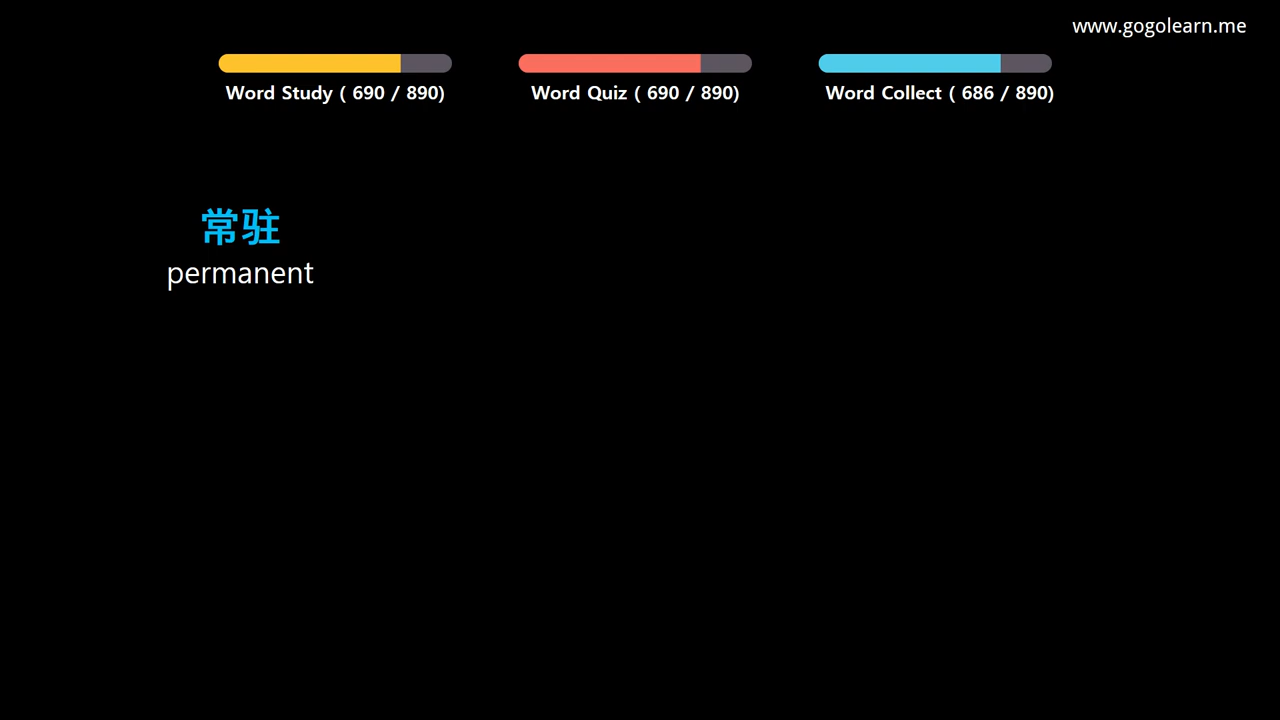 www.gogolearn.me
Word Study ( 690 / 890)
Word Quiz ( 690 / 890)
Word Collect ( 686 / 890)
常驻
permanent